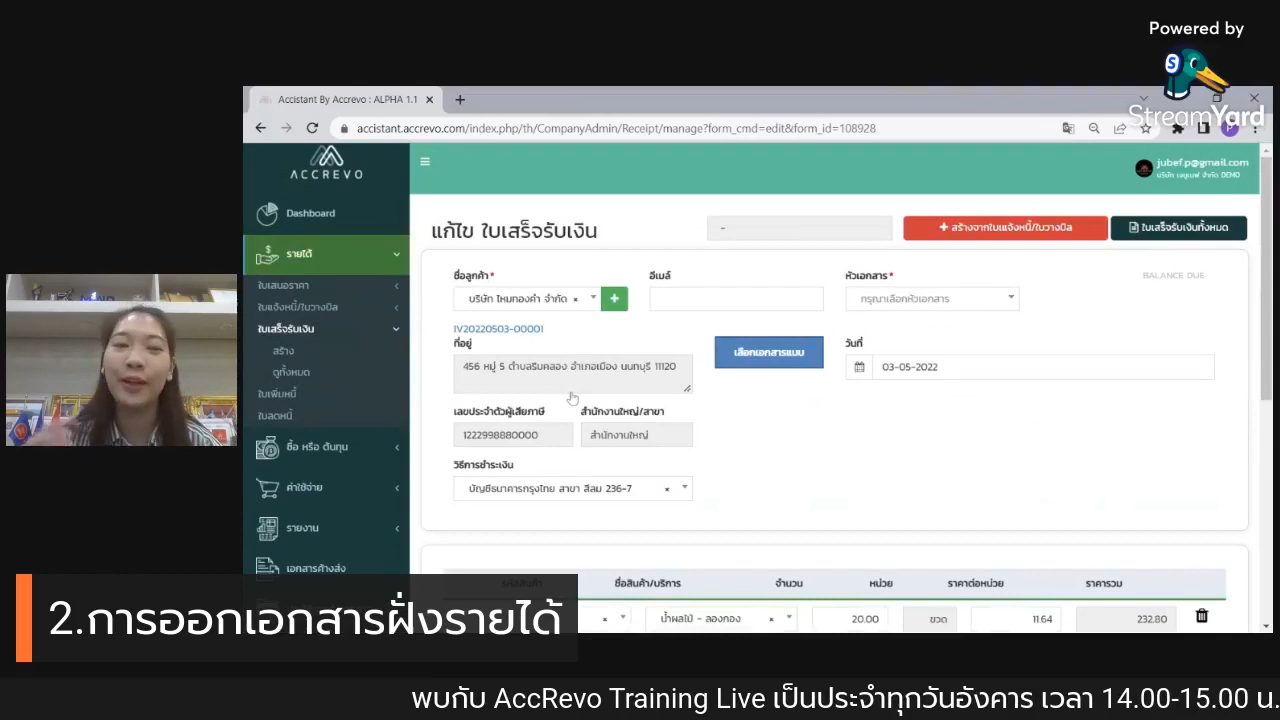 Powered by
StreamYard
Accistant By Accrevo : ALPHA 1.1
accistant.accrevo.com/index.php/th/CompanyAdmin/Receipt/manage?form_cmd=edit&form_id=108928
ACCREVO
jubef.p@gmail.com
บริษัท เจบูเบฟ จำกัด DEMO
Dashboard
รายได้
ใบเสนอราคา
ใบแจ้งหนี้/ใบวางบิล
ใบเสร็จรับเงิน
สร้าง
ดูทั้งหมด
ใบเพิ่มหนี้
ใบลดหนี้
ซื้อ หรือ ต้นทุน
ค่าใช้จ่าย
รายงาน
เอกสารค้างส่ง
แก้ไข ใบเสร็จรับเงิน
-
+ สร้างจากใบแจ้งหนี้/ใบวางบิล
ใบเสร็จรับเงินทั้งหมด
ชื่อลูกค้า*
อีเมล์
หัวเอกสาร*
BALANCE DUE
บริษัท ไหมทองคำ จำกัด ×
กรุณาเลือกหัวเอกสาร
IV20220503-00001
ที่อยู่
เลือกเอกสารแนบ
วันที่
456 หมู่ 5 ตำบลริมคลอง อำเภอเมือง นนทบุรี 11120
03-05-2022
เลขประจำตัวผู้เสียภาษี
สำนักงานใหญ่/สาขา
1222998880000
สำนักงานใหญ่
วิธีการชำระเงิน
บัญชีธนาคารกรุงไทย สาขา สีลม 236-7 ×
รหัสสินค้า
ชื่อสินค้า/บริการ
จำนวน
หน่วย
ราคาต่อหน่วย
ราคารวม
×
น้ำผลไม้ - ลองกอง ×
20.00
ขวด
11.64
232.80
2.การออกเอกสารฝั่งรายได้
พบกับ AccRevo Training Live เป็นประจำทุกวันอังคาร เวลา 14.00-15.00 น.